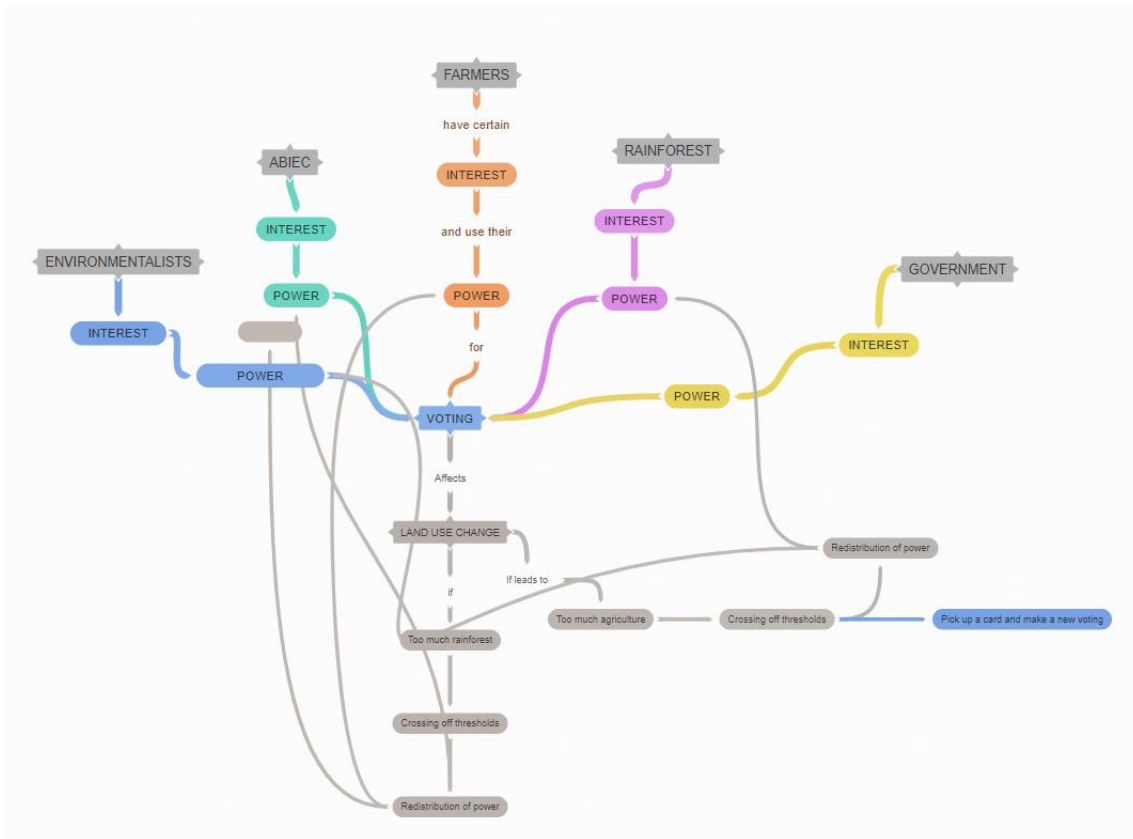 FARMERS
have certain
ABIEC
RAINFOREST
INTEREST
INTEREST
INTEREST
and use their
ENVIRONMENTALISTS
GOVERNMENT
POWER
POWER
POWER
INTEREST
for
INTEREST
POWER
POWER
VOTING
Affects
LAND USE CHANGE
Redistribution of power
If leads to
if
Too much agriculture
Crossing off thresholds
Pick up a card and make a new voting
Too much rainforest
Crossing off thresholds
Redistribution of power